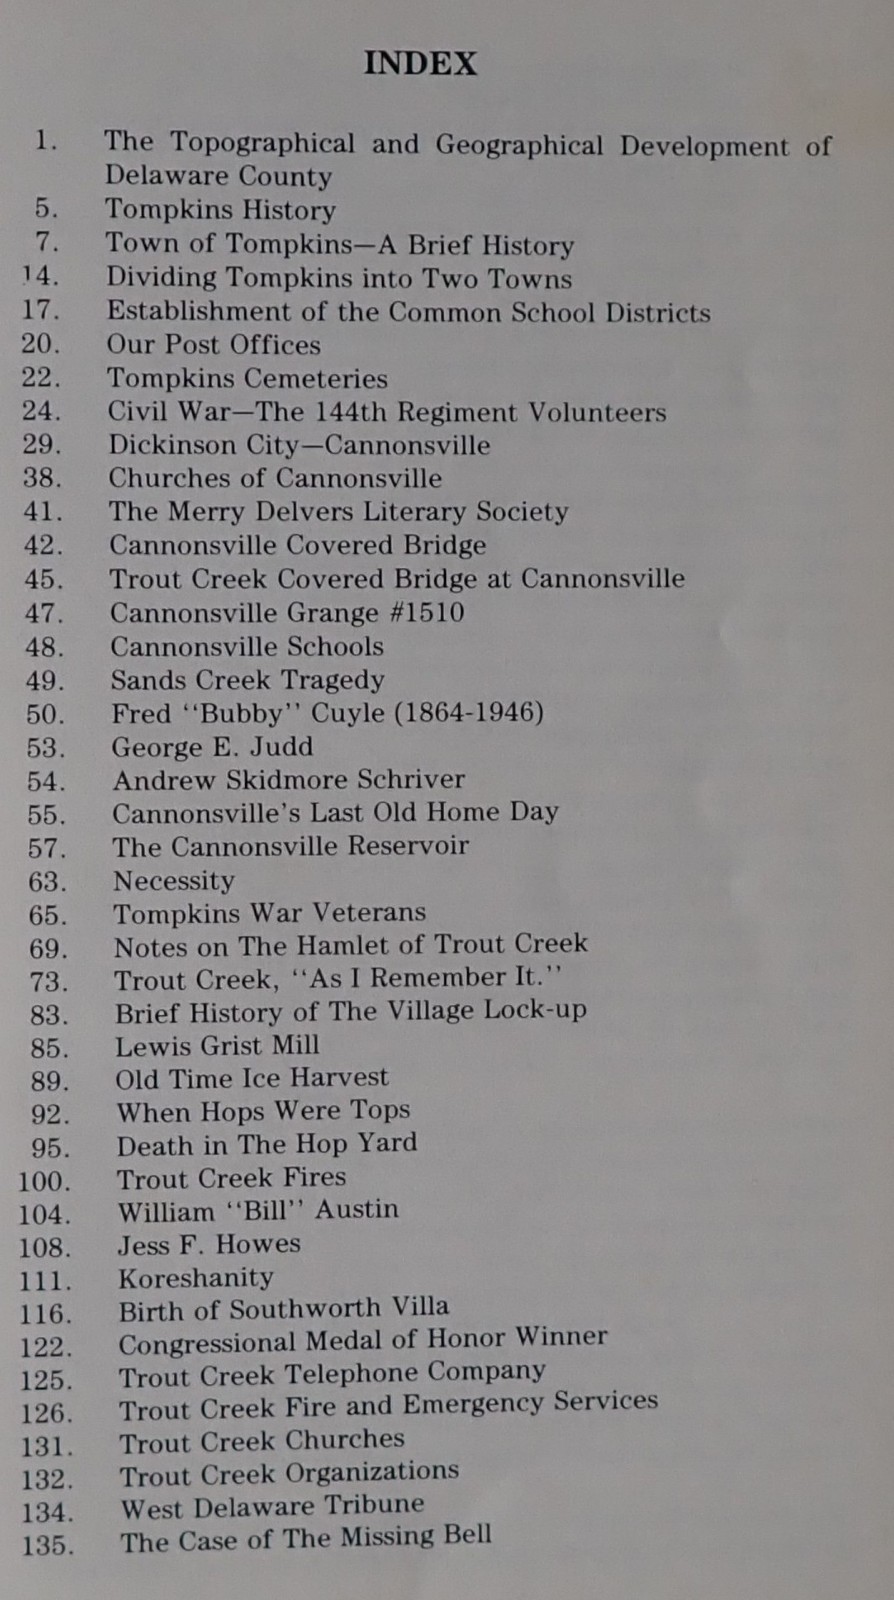 INDEX
1. The Topographical and Geographical Development of
Delaware County
5. Tompkins History
7. Town of Tompkins—A Brief History
14. Dividing Tompkins into Two Towns
17. Establishment of the Common School Districts
20. Our Post Offices
22. Tompkins Cemeteries
24. Civil War—The 144th Regiment Volunteers
29. Dickinson City—Cannonsville
38. Churches of Cannonsville
41. The Merry Delvers Literary Society
42. Cannonsville Covered Bridge
45. Trout Creek Covered Bridge at Cannonsville
47. Cannonsville Grange #1510
48. Cannonsville Schools
49. Sands Creek Tragedy
50. Fred ‘‘Bubby’’ Cuyle (1864-1946)
53. George E. Judd
54. Andrew Skidmore Schriver
55. Cannonsville's Last Old Home Day
57. The Cannonsville Reservoir
63. Necessity
65. Tompkins War Veterans
69. Notes on The Hamlet of Trout Creek
73. Trout Creek, ‘‘As I Remember It.’’
83. Brief History of The Village Lock-up
85. Lewis Grist Mill
89. Old Time Ice Harvest
92. When Hops Were Tops
95. Death in The Hop Yard
100. Trout Creek Fires
104. William ‘‘Bill’’ Austin
108. Jess F. Howes
111. Koreshanity
116. Birth of Southworth Villa
122. Congressional Medal of Honor Winner
125. Trout Creek Telephone Company
126. Trout Creek Fire and Emergency Services
131. Trout Creek Churches
132. Trout Creek Organizations
134. West Delaware Tribune
135. The Case of The Missing Bell